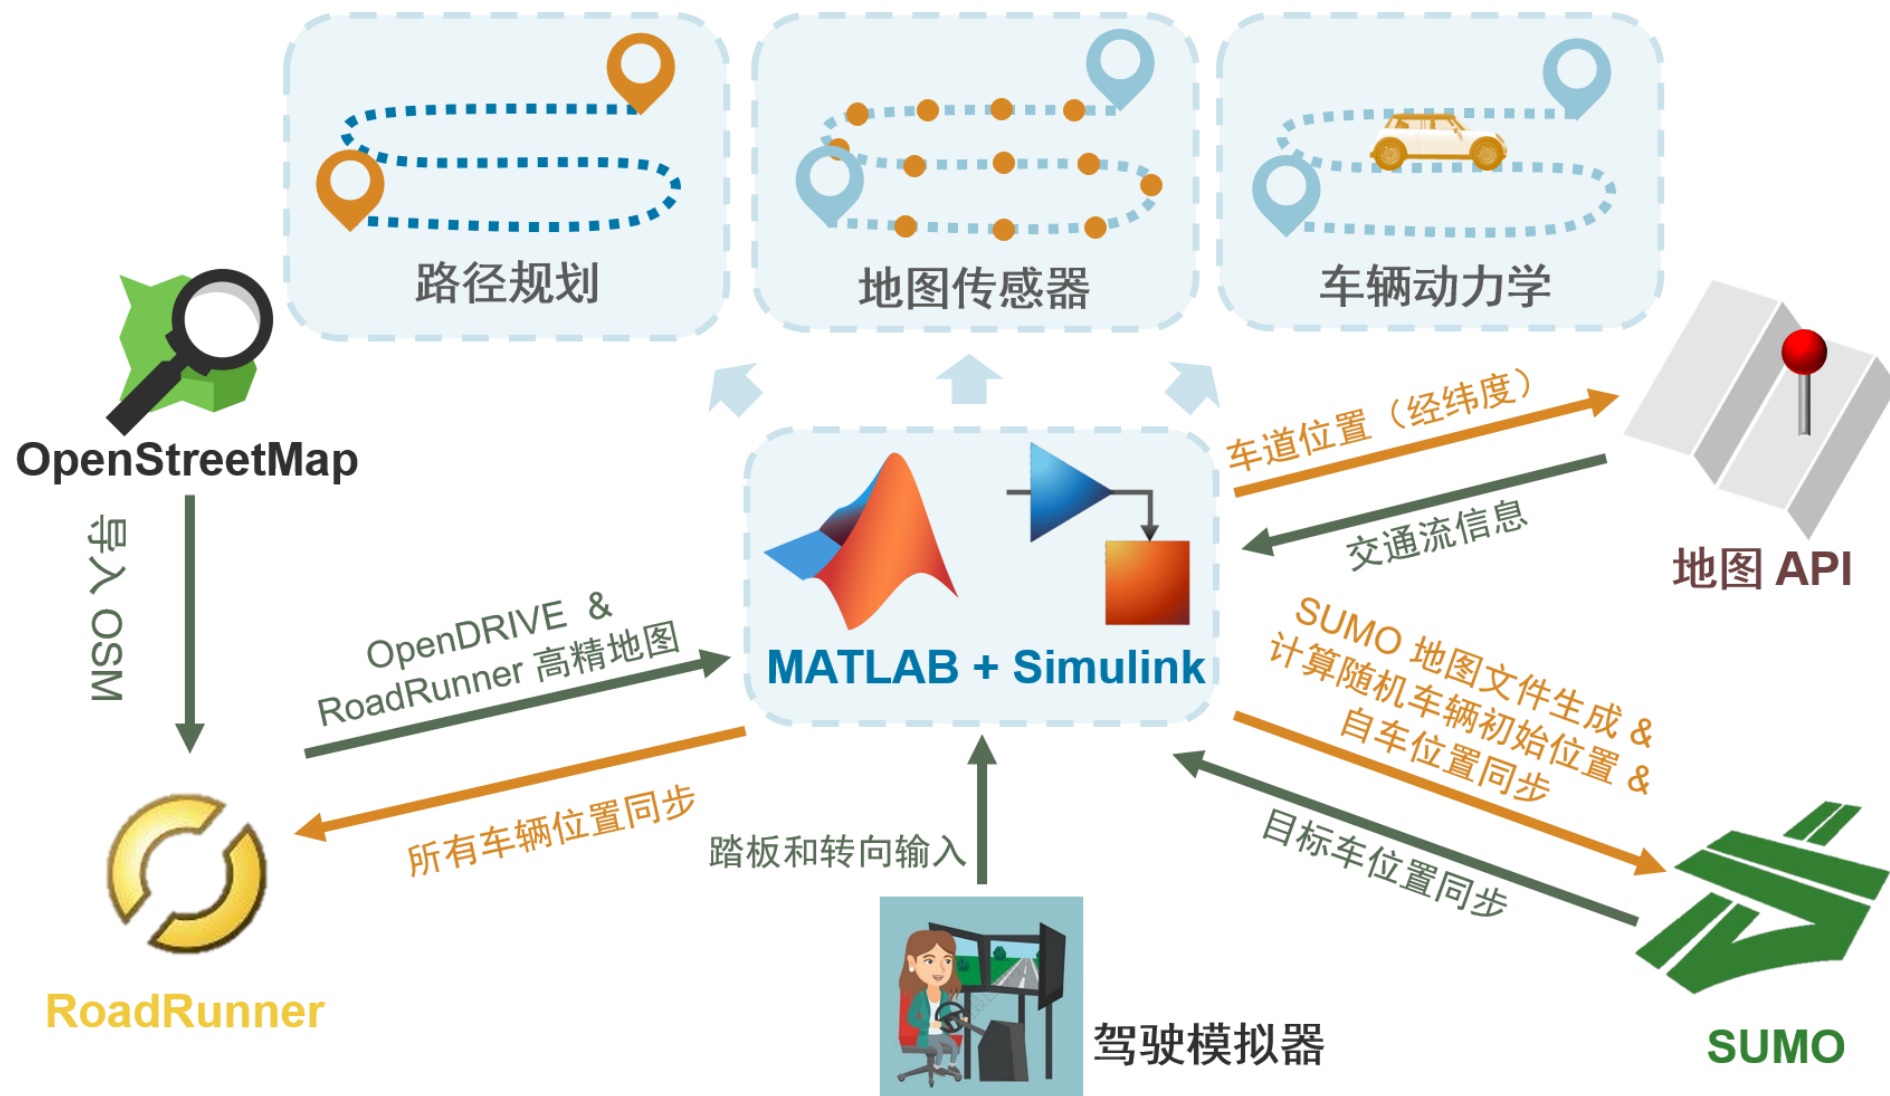 路径规划
地图传感器
车辆动力学
OpenStreetMap
导入 OSM
OpenDRIVE &
RoadRunner 高精地图
所有车辆位置同步
RoadRunner
MATLAB + Simulink
车道位置（经纬度）
交通流信息
地图 API
SUMO 地图文件生成 &
计算随机车辆初始位置 &
自车位置同步
目标车位置同步
SUMO
踏板和转向输入
驾驶模拟器